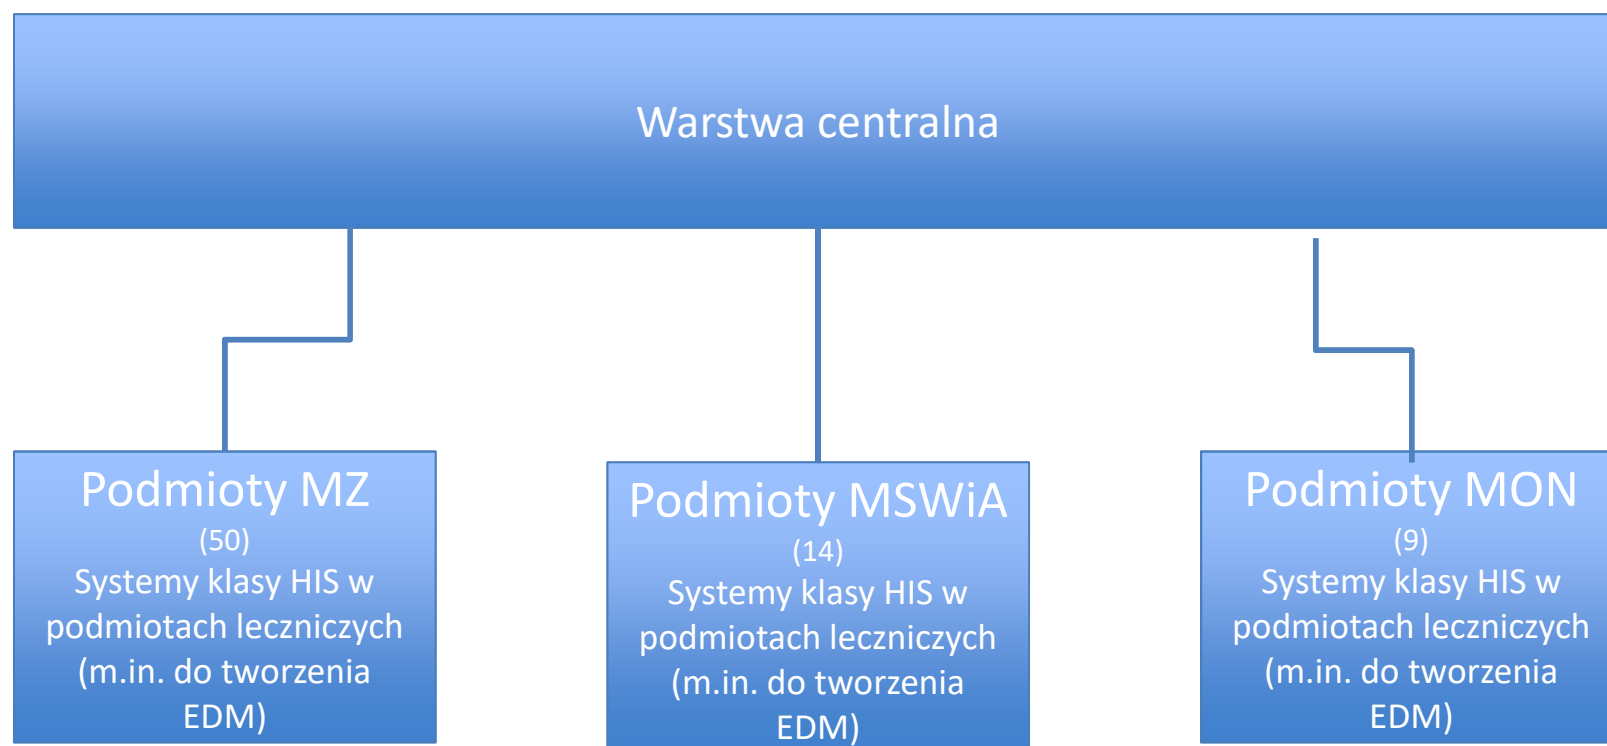 Warstwa centralna
Podmioty MZ
(50)
Systemy klasy HIS w
podmiotach leczniczych
(m.in. do tworzenia
EDM)
Podmioty MSWiA
(14)
Systemy klasy HIS w
podmiotach leczniczych
(m.in. do tworzenia
EDM)
Podmioty MON
(9)
Systemy klasy HIS w
podmiotach leczniczych
(m.in. do tworzenia
EDM)